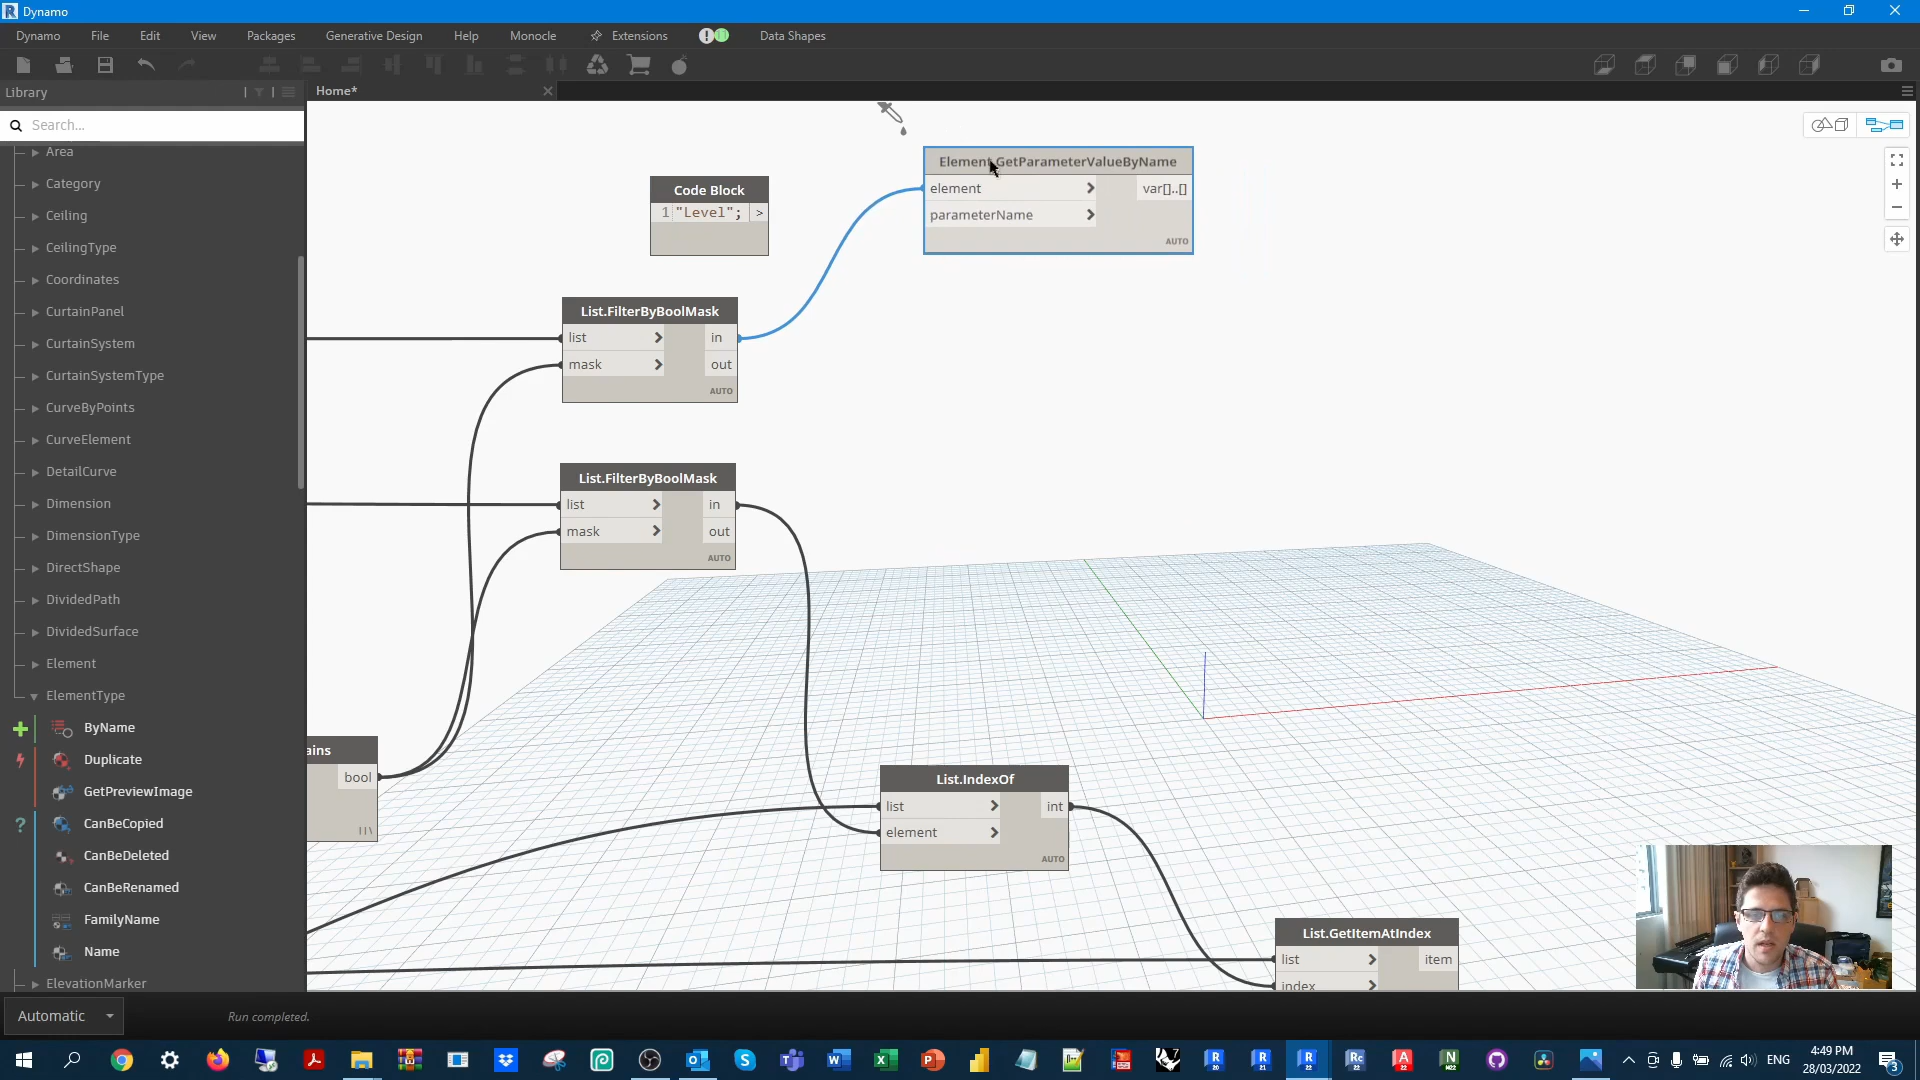 Dynamo
Dynamo File Edit View Packages Generative Design Help Monocle Extensions Data Shapes
Library
Home*
Search...
Area
Category
Ceiling
CeilingType
Coordinates
CurtainPanel
CurtainSystem
CurtainSystemType
CurveByPoints
CurveElement
DetailCurve
Dimension
DimensionType
DirectShape
DividedPath
DividedSurface
Element
ElementType
ByName
Duplicate
GetPreviewImage
CanBeCopied
CanBeDeleted
CanBeRenamed
FamilyName
Name
ElevationMarker
Code Block
1 "Level"; >
Element.GetParameterValueByName
element > var[]..[]
parameterName >
AUTO
List.FilterByBoolMask
list > in
mask > out
AUTO
List.FilterByBoolMask
list > in
mask > out
AUTO
ains
bool
List.IndexOf
list > int
element >
AUTO
List.GetItemAtIndex
list > item
index >
Automatic
Run completed.
ENG
4:49 PM
28/03/2022
3